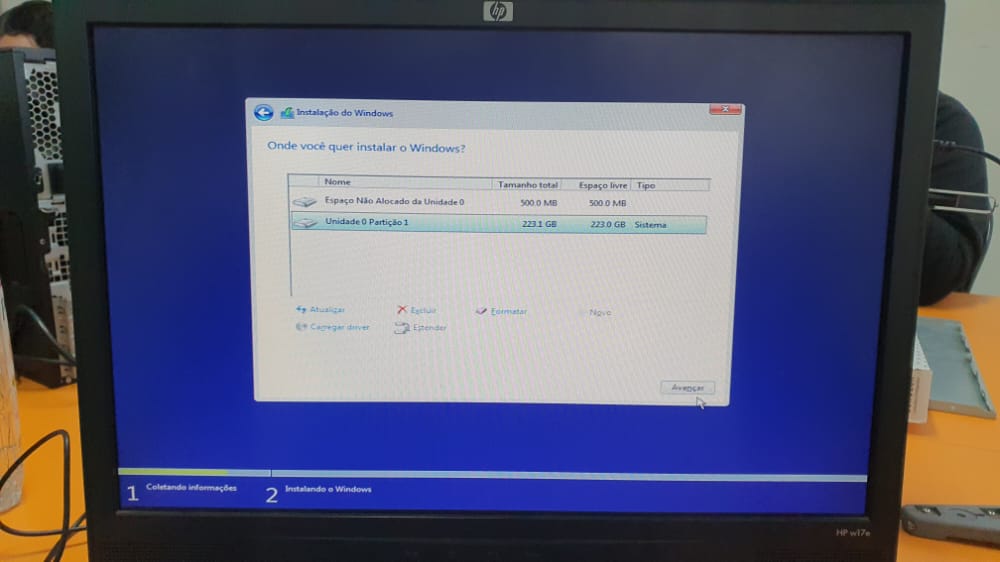 hp
Instalação do Windows
Onde você quer instalar o Windows?
Nome Tamanho total Espaço livre Tipo
Espaço Não Alocado da Unidade 0 500.0 MB 500.0 MB
Unidade 0 Partição 1 223.1 GB 223.0 GB Sistema
Atualizar Excluir Formatar Novo
Carregar driver Estender
Avançar
1 Coletando informações 2 Instalando o Windows
HP w17e